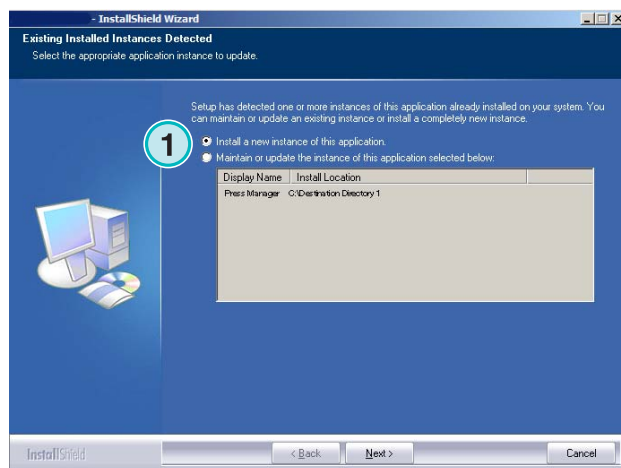 - InstallShield Wizard
Existing Installed Instances Detected
Select the appropriate application instance to update.
Setup has detected one or more instances of this application already installed on your system. You
can maintain or update an existing instance or install a completely new instance.
1
Install a new instance of this application.
Maintain or update the instance of this application selected below:
Display Name Install Location
Press Manager C:\Destination Directory 1
InstallShield
< Back Next > Cancel